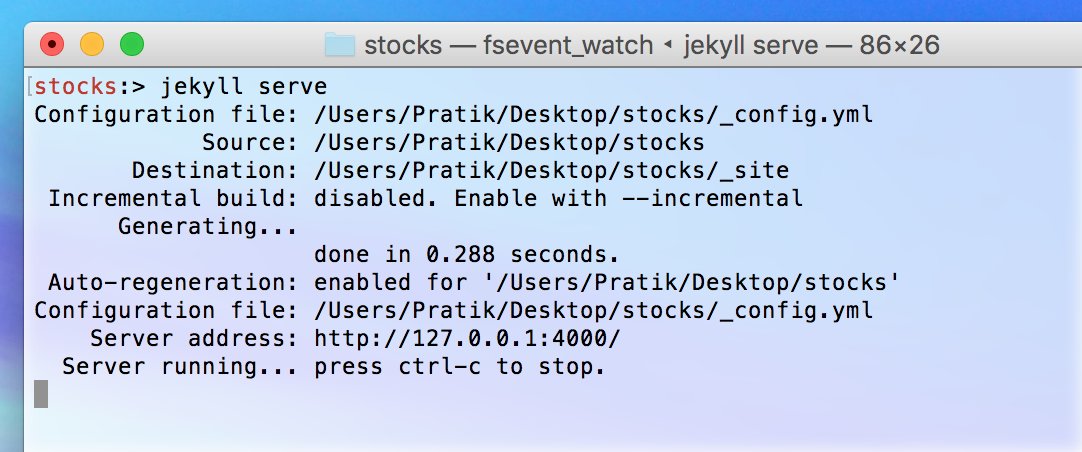 stocks — fsevent_watch ◂ jekyll serve — 86×26
[stocks:> jekyll serve
Configuration file: /Users/Pratik/Desktop/stocks/_config.yml
            Source: /Users/Pratik/Desktop/stocks
       Destination: /Users/Pratik/Desktop/stocks/_site
 Incremental build: disabled. Enable with --incremental
      Generating...
                    done in 0.288 seconds.
 Auto-regeneration: enabled for '/Users/Pratik/Desktop/stocks'
Configuration file: /Users/Pratik/Desktop/stocks/_config.yml
    Server address: http://127.0.0.1:4000/
  Server running... press ctrl-c to stop.